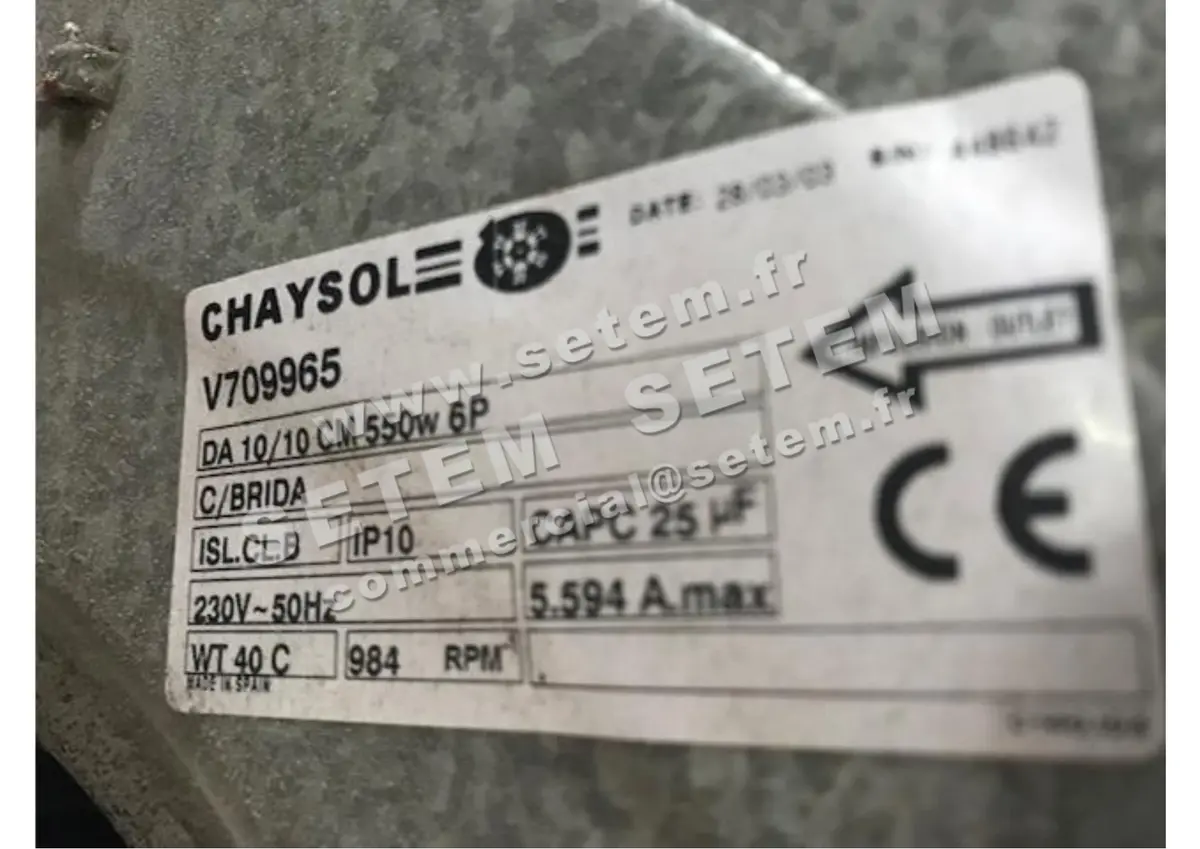 CHAYSOL
DATE: 28/03/03
V709965
DA 10/10 CM 550w 6P
C/BRIDA
ISL.CL.B IP10 CAPC 25 µF
230V~50Hz 5.594 A.max
WT 40 C 984 RPM .
MADE IN SPAIN
OUTLET
CE
www.setem.fr
SETEM SETEM
commercial@setem.fr